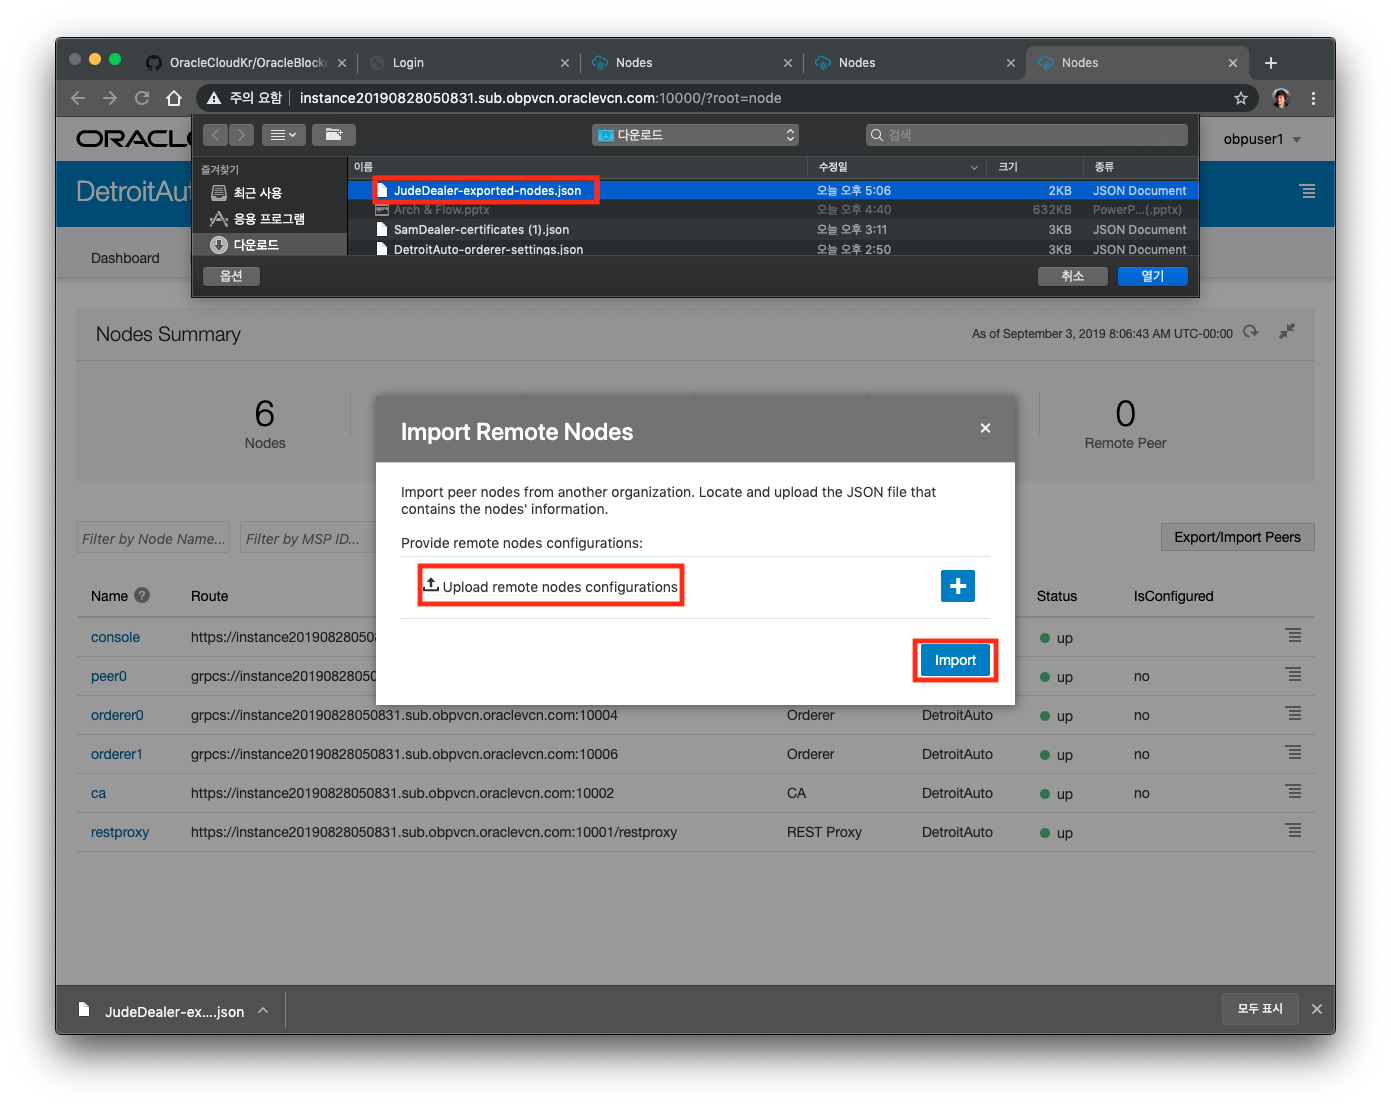 OracleCloudKr/OracleBlockc
Login
Nodes
Nodes
Nodes
주의 요함
instance20190828050831.sub.obpvcn.oraclevcn.com:10000/?root=node
ORACL
obpuser1
다운로드
검색
즐겨찾기
최근 사용
응용 프로그램
다운로드
이름 수정일 크기 종류
JudeDealer-exported-nodes.json 오늘 오후 5:06 2KB JSON Document
Arch & Flow.pptx 오늘 오후 4:40 632KB PowerP...(.pptx)
SamDealer-certificates (1).json 오늘 오후 3:11 3KB JSON Document
DetroitAuto-orderer-settings.json 오늘 오후 2:50 3KB JSON Document
옵션 취소 열기
DetroitAu
Dashboard
Nodes Summary
As of September 3, 2019 8:06:43 AM UTC-00:00
6
Nodes
0
Remote Peer
Import Remote Nodes
Import peer nodes from another organization. Locate and upload the JSON file that
contains the nodes' information.
Provide remote nodes configurations:
Upload remote nodes configurations
Import
Filter by Node Name...
Filter by MSP ID...
Export/Import Peers
Name Route Status IsConfigured
console https://instance2019082805 up
peer0 grpcs://instance201908280 up no
orderer0 grpcs://instance20190828050831.sub.obpvcn.oraclevcn.com:10004 Orderer DetroitAuto up no
orderer1 grpcs://instance20190828050831.sub.obpvcn.oraclevcn.com:10006 Orderer DetroitAuto up no
ca https://instance20190828050831.sub.obpvcn.oraclevcn.com:10002 CA DetroitAuto up no
restproxy https://instance20190828050831.sub.obpvcn.oraclevcn.com:10001/restproxy REST Proxy DetroitAuto up
JudeDealer-ex....json
모두 표시